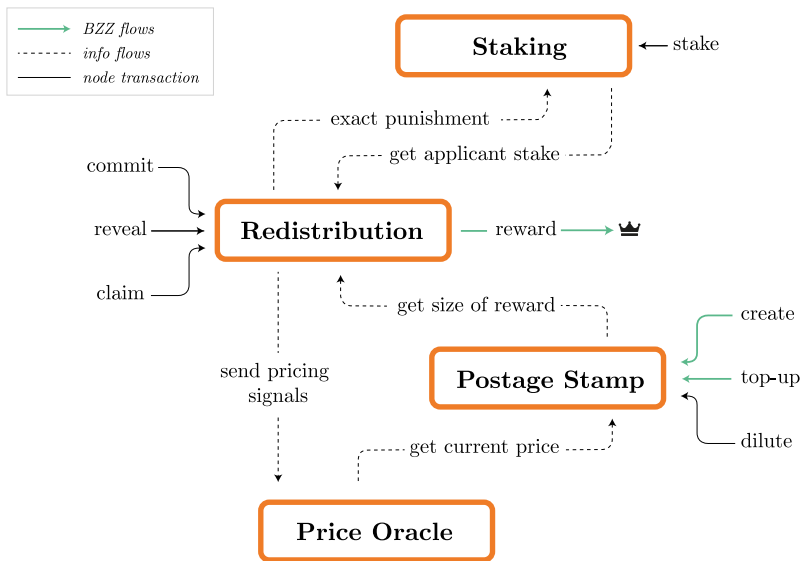 BZZ flows
info flows
node transaction
Staking
stake
exact punishment
get applicant stake
commit
reveal
claim
Redistribution
reward
get size of reward
create
top-up
dilute
send pricing
signals
Postage Stamp
get current price
Price Oracle